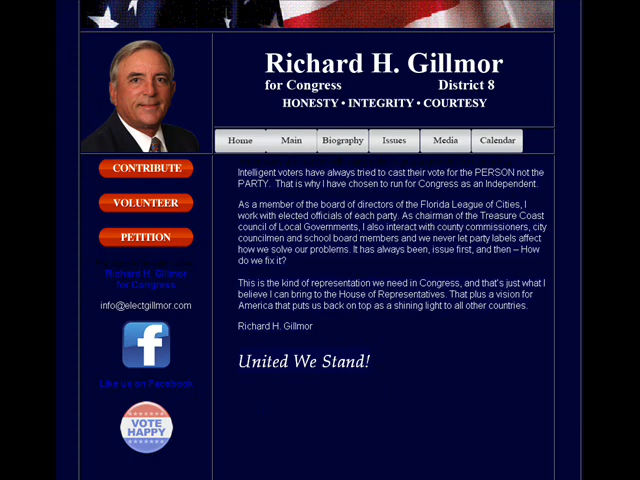 Richard H. Gillmor
for Congress District 8
HONESTY • INTEGRITY • COURTESY
Home Main Biography Issues Media Calendar
CONTRIBUTE
VOLUNTEER
PETITION
Richard H. Gillmor
for Congress
info@electgillmor.com
f
Like us on Facebook
VOTE
HAPPY
Intelligent voters have always tried to cast their vote for the PERSON not the
PARTY. That is why I have chosen to run for Congress as an Independent.
As a member of the board of directors of the Florida League of Cities, I
work with elected officials of each party. As chairman of the Treasure Coast
council of Local Governments, I also interact with county commissioners, city
councilmen and school board members and we never let party labels affect
how we solve our problems. It has always been, issue first, and then – How
do we fix it?
This is the kind of representation we need in Congress, and that's just what I
believe I can bring to the House of Representatives. That plus a vision for
America that puts us back on top as a shining light to all other countries.
Richard H. Gillmor
United We Stand!